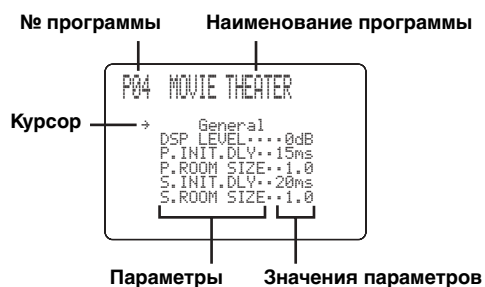 № программы
Наименование программы
P04 MOVIE THEATER
Курсор
→ General
DSP LEVEL····0dB
P.INIT.DLY··15ms
P.ROOM SIZE··1.0
S.INIT.DLY··20ms
S.ROOM SIZE··1.0
Параметры
Значения параметров